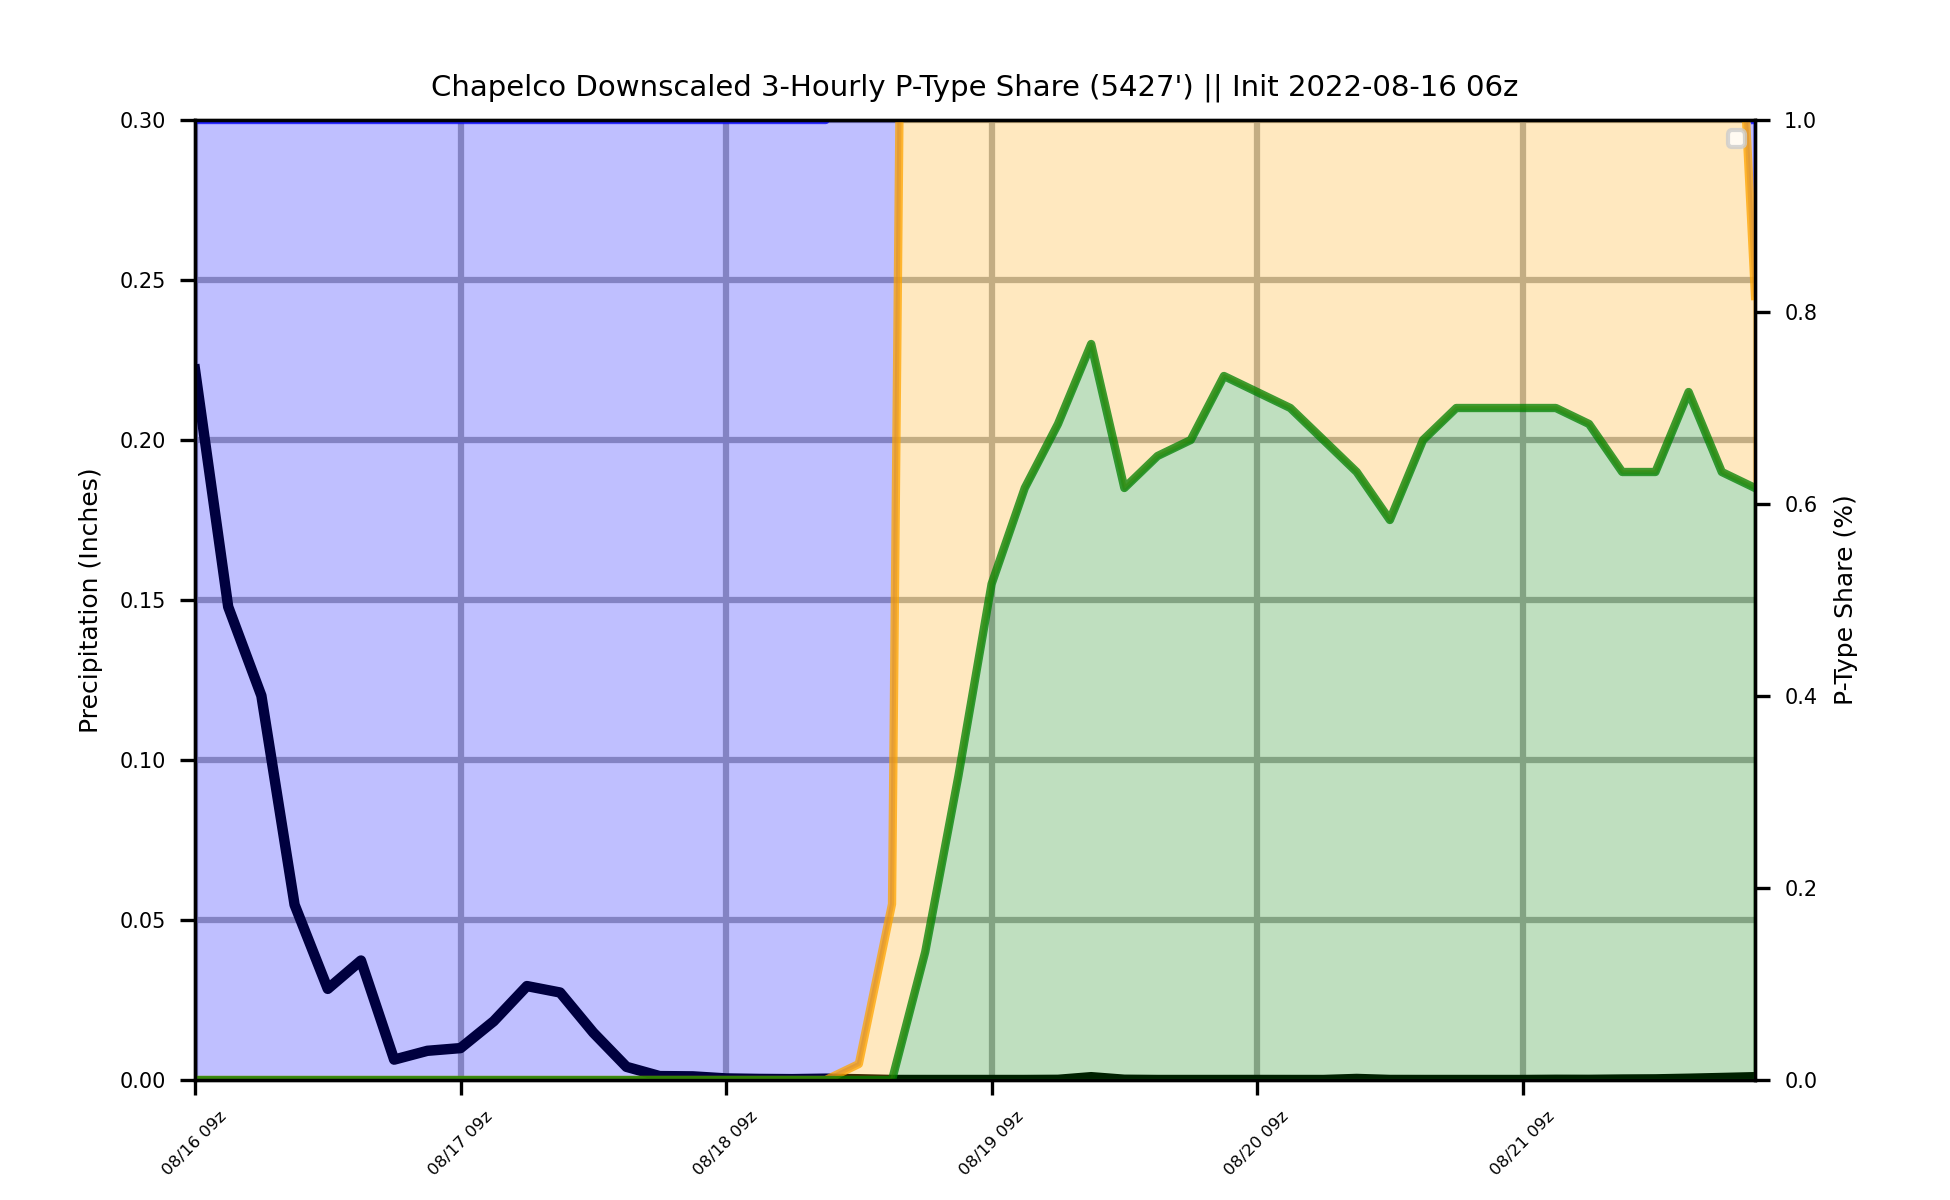 Chapelco Downscaled 3-Hourly P-Type Share (5427') || Init 2022-08-16 06z
0.30
0.25
0.20
0.15
0.10
0.05
0.00
Precipitation (Inches)
1.0
0.8
0.6
0.4
0.2
0.0
P-Type Share (%)
08/16 09z
08/17 09z
08/18 09z
08/19 09z
08/20 09z
08/21 09z